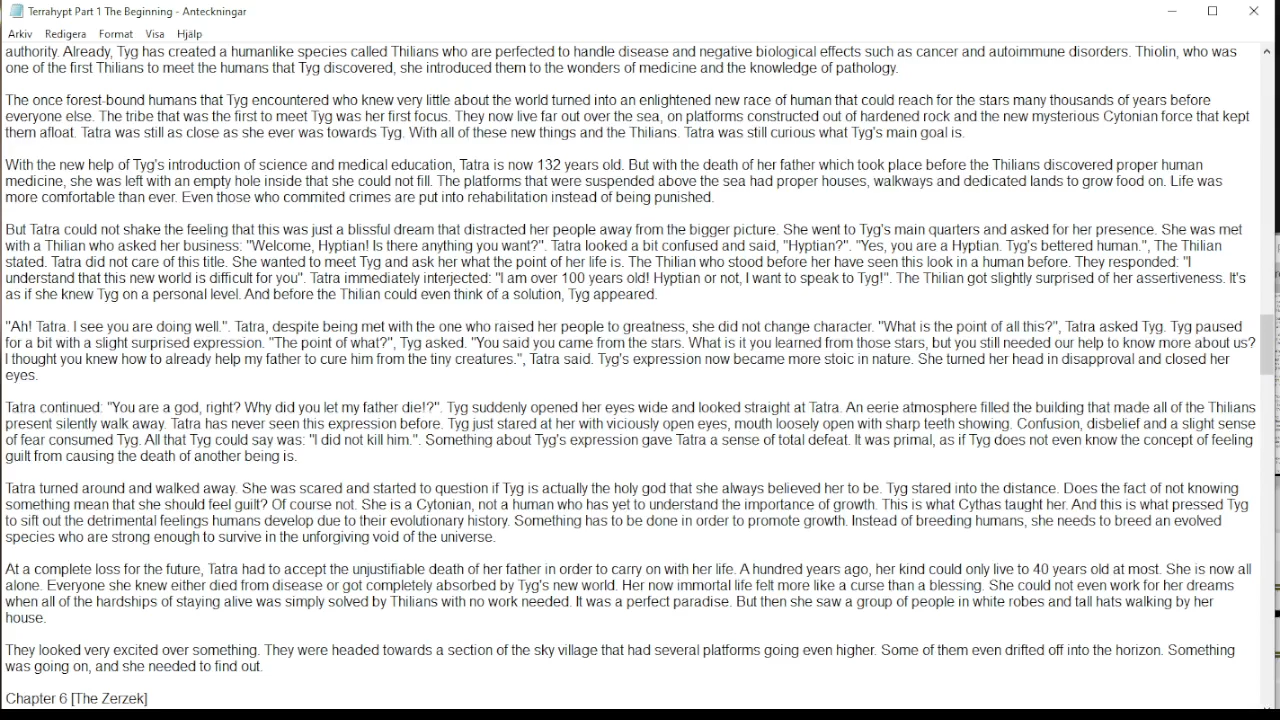 Terrahypt Part 1 The Beginning - Anteckningar
Arkiv Redigera Format Visa Hjälp
authority. Already, Tyg has created a humanlike species called Thilians who are perfected to handle disease and negative biological effects such as cancer and autoimmune disorders. Thiolin, who was
one of the first Thilians to meet the humans that Tyg discovered, she introduced them to the wonders of medicine and the knowledge of pathology.
The once forest-bound humans that Tyg encountered who knew very little about the world turned into an enlightened new race of human that could reach for the stars many thousands of years before
everyone else. The tribe that was the first to meet Tyg was her first focus. They now live far out over the sea, on platforms constructed out of hardened rock and the new mysterious Cytonian force that kept
them afloat. Tatra was still as close as she ever was towards Tyg. With all of these new things and the Thilians. Tatra was still curious what Tyg's main goal is.
With the new help of Tyg's introduction of science and medical education, Tatra is now 132 years old. But with the death of her father which took place before the Thilians discovered proper human
medicine, she was left with an empty hole inside that she could not fill. The platforms that were suspended above the sea had proper houses, walkways and dedicated lands to grow food on. Life was
more comfortable than ever. Even those who commited crimes are put into rehabilitation instead of being punished.
But Tatra could not shake the feeling that this was just a blissful dream that distracted her people away from the bigger picture. She went to Tyg's main quarters and asked for her presence. She was met
with a Thilian who asked her business: "Welcome, Hyptian! Is there anything you want?". Tatra looked a bit confused and said, "Hyptian?". "Yes, you are a Hyptian. Tyg's bettered human.", The Thilian
stated. Tatra did not care of this title. She wanted to meet Tyg and ask her what the point of her life is. The Thilian who stood before her have seen this look in a human before. They responded: "I
understand that this new world is difficult for you". Tatra immediately interjected: "I am over 100 years old! Hyptian or not, I want to speak to Tyg!". The Thilian got slightly surprised of her assertiveness. It's
as if she knew Tyg on a personal level. And before the Thilian could even think of a solution, Tyg appeared.
"Ah! Tatra. I see you are doing well.". Tatra, despite being met with the one who raised her people to greatness, she did not change character. "What is the point of all this?", Tatra asked Tyg. Tyg paused
for a bit with a slight surprised expression. "The point of what?", Tyg asked. "You said you came from the stars. What is it you learned from those stars, but you still needed our help to know more about us?
I thought you knew how to already help my father to cure him from the tiny creatures.", Tatra said. Tyg's expression now became more stoic in nature. She turned her head in disapproval and closed her
eyes.
Tatra continued: "You are a god, right? Why did you let my father die!?". Tyg suddenly opened her eyes wide and looked straight at Tatra. An eerie atmosphere filled the building that made all of the Thilians
present silently walk away. Tatra has never seen this expression before. Tyg just stared at her with viciously open eyes, mouth loosely open with sharp teeth showing. Confusion, disbelief and a slight sense
of fear consumed Tyg. All that Tyg could say was: "I did not kill him.". Something about Tyg's expression gave Tatra a sense of total defeat. It was primal, as if Tyg does not even know the concept of feeling
guilt from causing the death of another being is.
Tatra turned around and walked away. She was scared and started to question if Tyg is actually the holy god that she always believed her to be. Tyg stared into the distance. Does the fact of not knowing
something mean that she should feel guilt? Of course not. She is a Cytonian, not a human who has yet to understand the importance of growth. This is what Cythas taught her. And this is what pressed Tyg
to sift out the detrimental feelings humans develop due to their evolutionary history. Something has to be done in order to promote growth. Instead of breeding humans, she needs to breed an evolved
species who are strong enough to survive in the unforgiving void of the universe.
At a complete loss for the future, Tatra had to accept the unjustifiable death of her father in order to carry on with her life. A hundred years ago, her kind could only live to 40 years old at most. She is now all
alone. Everyone she knew either died from disease or got completely absorbed by Tyg's new world. Her now immortal life felt more like a curse than a blessing. She could not even work for her dreams
when all of the hardships of staying alive was simply solved by Thilians with no work needed. It was a perfect paradise. But then she saw a group of people in white robes and tall hats walking by her
house.
They looked very excited over something. They were headed towards a section of the sky village that had several platforms going even higher. Some of them even drifted off into the horizon. Something
was going on, and she needed to find out.
Chapter 6 [The Zerzek]